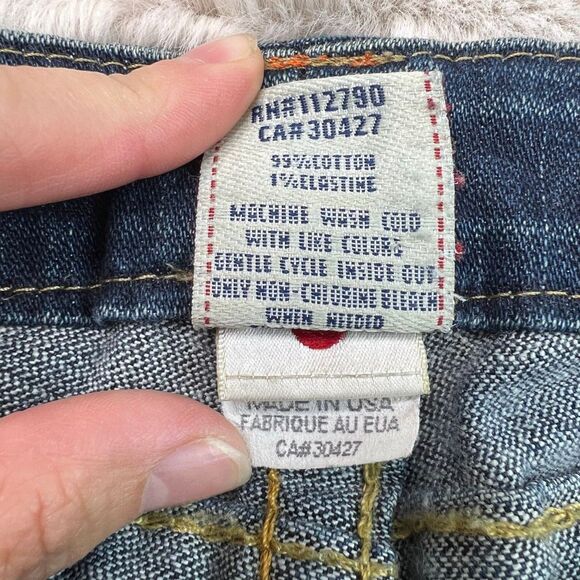 RN#112790
CA#30427
99%COTTON
1%ELASTINE
MACHINE WASH COLD
WITH LIKE COLORS
GENTLE CYCLE INSIDE OUT
ONLY NON-CHLORINE BLEACH
WHEN NEEDED
MADE IN USA
FABRIQUE AU EUA
CA#30427